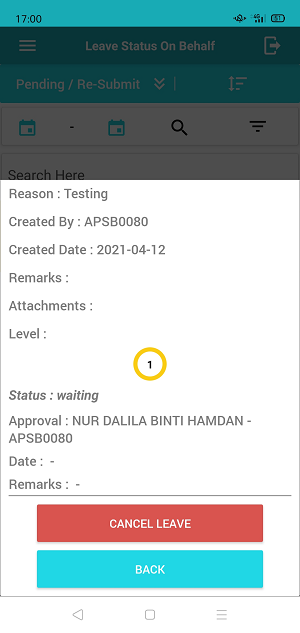 17:00
4G
51
Leave Status On Behalf
Pending / Re-Submit
-
Search Here
Reason : Testing
Created By : APSB0080
Created Date : 2021-04-12
Remarks :
Attachments :
Level :
1
Status : waiting
Approval : NUR DALILA BINTI HAMDAN -
APSB0080
Date : -
Remarks : -
CANCEL LEAVE
BACK